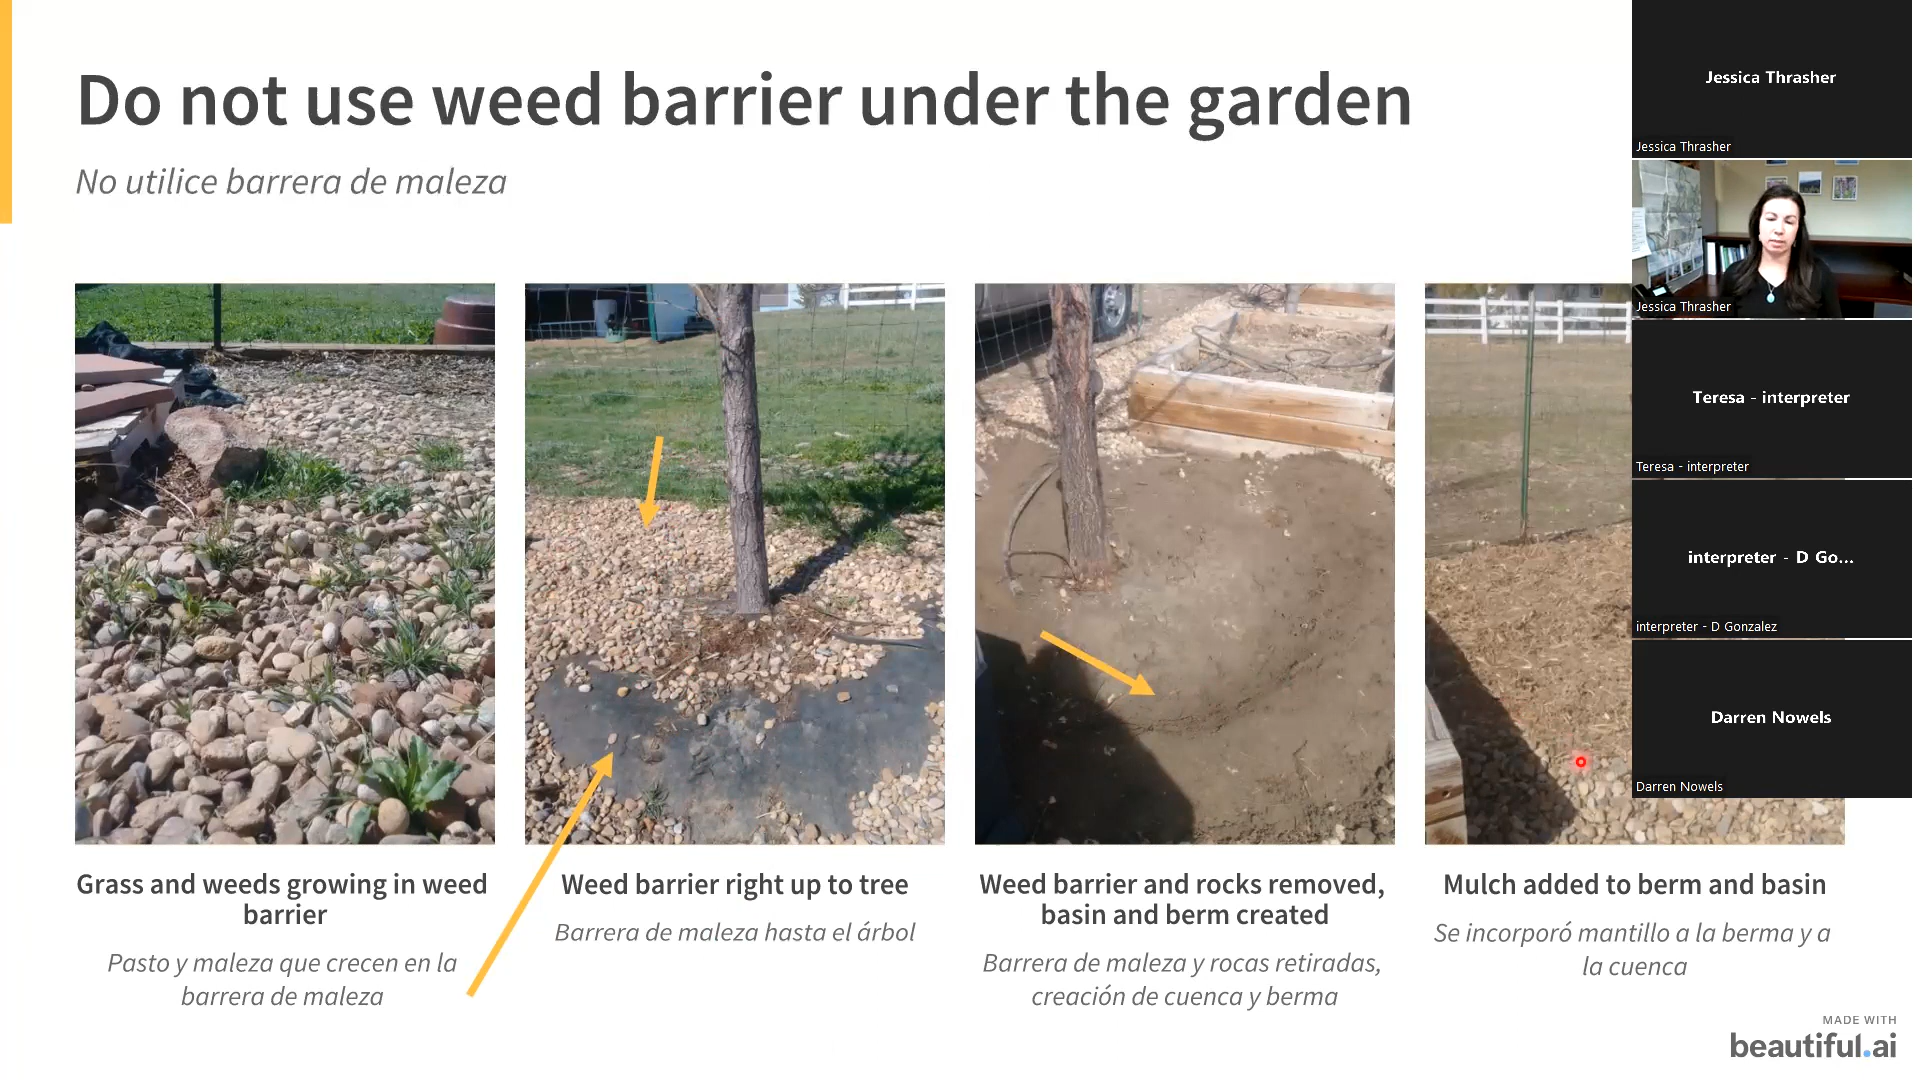 Do not use weed barrier under the garden
No utilice barrera de maleza
Grass and weeds growing in weed
barrier
Pasto y maleza que crecen en la
barrera de maleza
Weed barrier right up to tree
Barrera de maleza hasta el árbol
Weed barrier and rocks removed,
basin and berm created
Barrera de maleza y rocas retiradas,
creación de cuenca y berma
Mulch added to berm and basin
Se incorporó mantillo a la berma y a
la cuenca
MADE WITH
beautiful.ai
Jessica Thrasher
Jessica Thrasher
Jessica Thrasher
Teresa - interpreter
Teresa - interpreter
interpreter - D Go...
interpreter - D Gonzalez
Darren Nowels
Darren Nowels